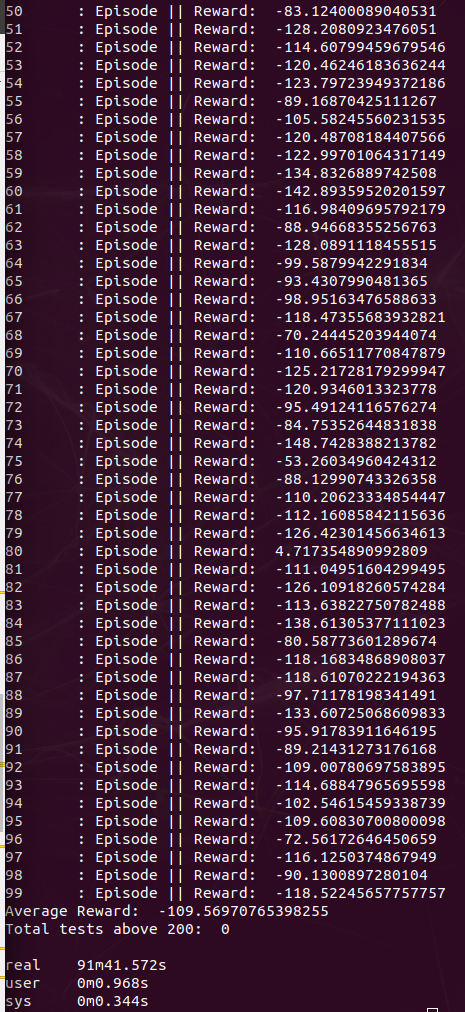 50 : Episode || Reward: -83.12400089040531
51 : Episode || Reward: -128.2080923476051
52 : Episode || Reward: -114.60799459679546
53 : Episode || Reward: -120.46246183636244
54 : Episode || Reward: -123.79723949372186
55 : Episode || Reward: -89.16870425111267
56 : Episode || Reward: -105.58245560231535
57 : Episode || Reward: -120.48708184407566
58 : Episode || Reward: -122.99701064317149
59 : Episode || Reward: -134.8326889742508
60 : Episode || Reward: -142.89359520201597
61 : Episode || Reward: -116.98409695792179
62 : Episode || Reward: -88.94668355256763
63 : Episode || Reward: -128.0891118455515
64 : Episode || Reward: -99.5879942291834
65 : Episode || Reward: -93.4307990481365
66 : Episode || Reward: -98.95163476588633
67 : Episode || Reward: -118.47355683932821
68 : Episode || Reward: -70.24445203944074
69 : Episode || Reward: -110.66511770847879
70 : Episode || Reward: -125.21728179299947
71 : Episode || Reward: -120.9346013323778
72 : Episode || Reward: -95.49124116576274
73 : Episode || Reward: -84.75352644831838
74 : Episode || Reward: -148.7428388213782
75 : Episode || Reward: -53.26034960424312
76 : Episode || Reward: -88.12990743326358
77 : Episode || Reward: -110.20623334854447
78 : Episode || Reward: -112.16085842115636
79 : Episode || Reward: -126.42301456634613
80 : Episode || Reward: 4.717354890992809
81 : Episode || Reward: -111.04951604299495
82 : Episode || Reward: -126.10918260574284
83 : Episode || Reward: -113.63822750782488
84 : Episode || Reward: -138.61305377111023
85 : Episode || Reward: -80.58773601289674
86 : Episode || Reward: -118.16834868908037
87 : Episode || Reward: -118.61070222194363
88 : Episode || Reward: -97.71178198341491
89 : Episode || Reward: -133.60725068609833
90 : Episode || Reward: -95.91783911646195
91 : Episode || Reward: -89.21431273176168
92 : Episode || Reward: -109.00780697583895
93 : Episode || Reward: -114.68847965695598
94 : Episode || Reward: -102.54615459338739
95 : Episode || Reward: -109.60830700800098
96 : Episode || Reward: -72.56172646450659
97 : Episode || Reward: -116.1250374867949
98 : Episode || Reward: -90.1300897280104
99 : Episode || Reward: -118.52245657757757
Average Reward: -109.56970765398255
Total tests above 200: 0
real 91m41.572s
user 0m0.968s
sys 0m0.344s